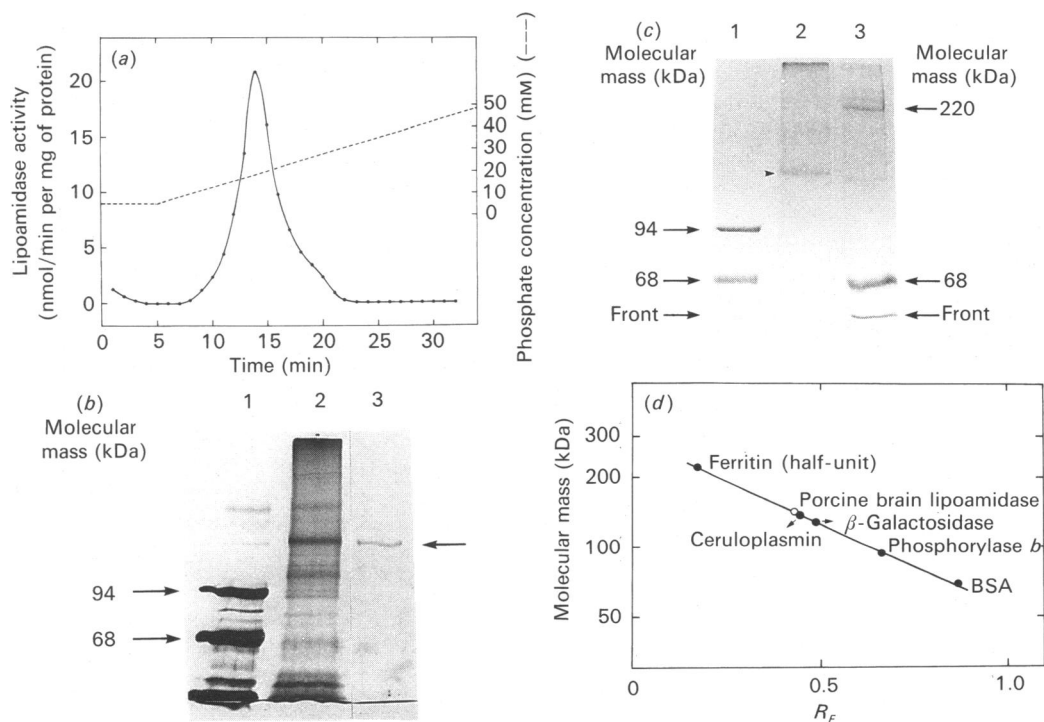 (a)
Lipoamidase activity
(nmol/min per mg of protein)
20
15
10
5
0
0 5 10 15 20 25 30
Time (min)
50
40
30
20
10
0
Phosphate concentration (mM) (---)
(b)
Molecular
mass (kDa)
1 2 3
94
68
(c)
Molecular
mass (kDa)
1 2 3
Molecular
mass (kDa)
220
94
68
68
Front
Front
(d)
Molecular mass (kDa)
300
200
100
50
Ferritin (half-unit)
Porcine brain lipoamidase
β-Galactosidase
Ceruloplasmin
Phosphorylase b
BSA
0 0.5 1.0
RF